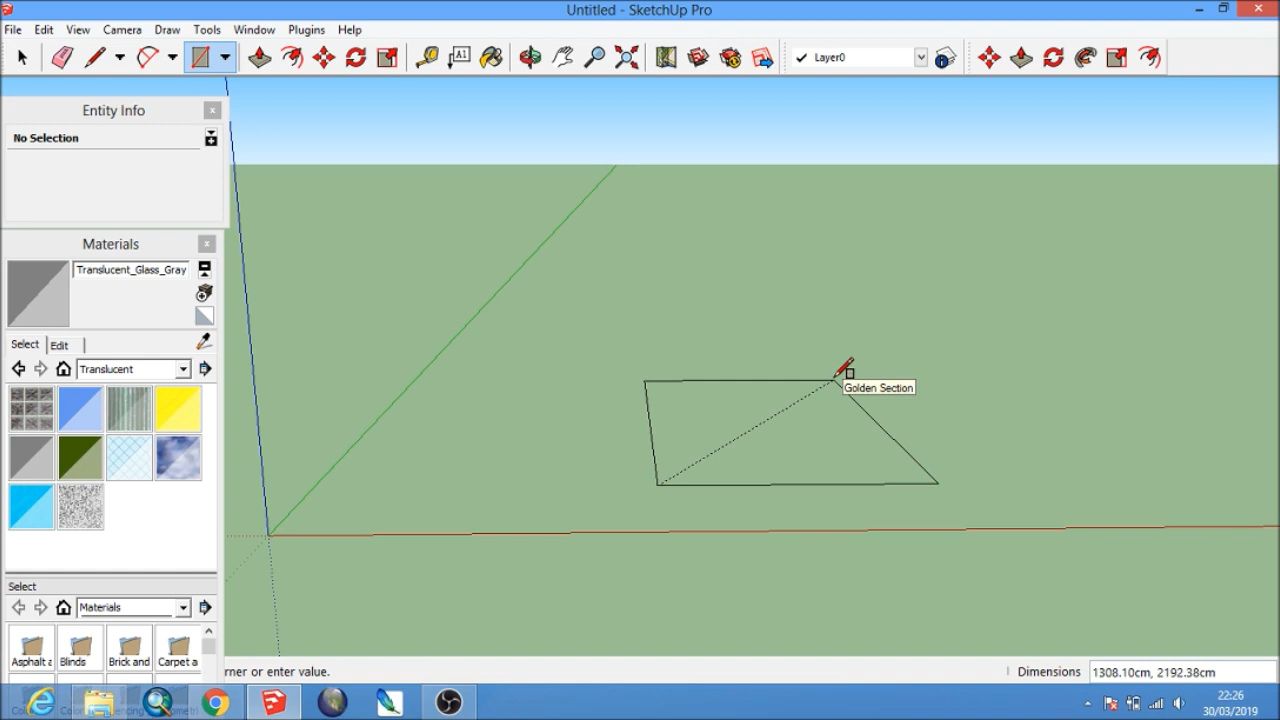 Untitled - SketchUp Pro
File Edit View Camera Draw Tools Window Plugins Help
A1
Layer0
Entity Info
No Selection
Materials
Translucent_Glass_Gray
Select Edit
Translucent
Golden Section
Select
Materials
Asphalt a Blinds Brick and Carpet a
rner or enter value.
Dimensions 1308.10cm, 2192.38cm
22:26
30/03/2019